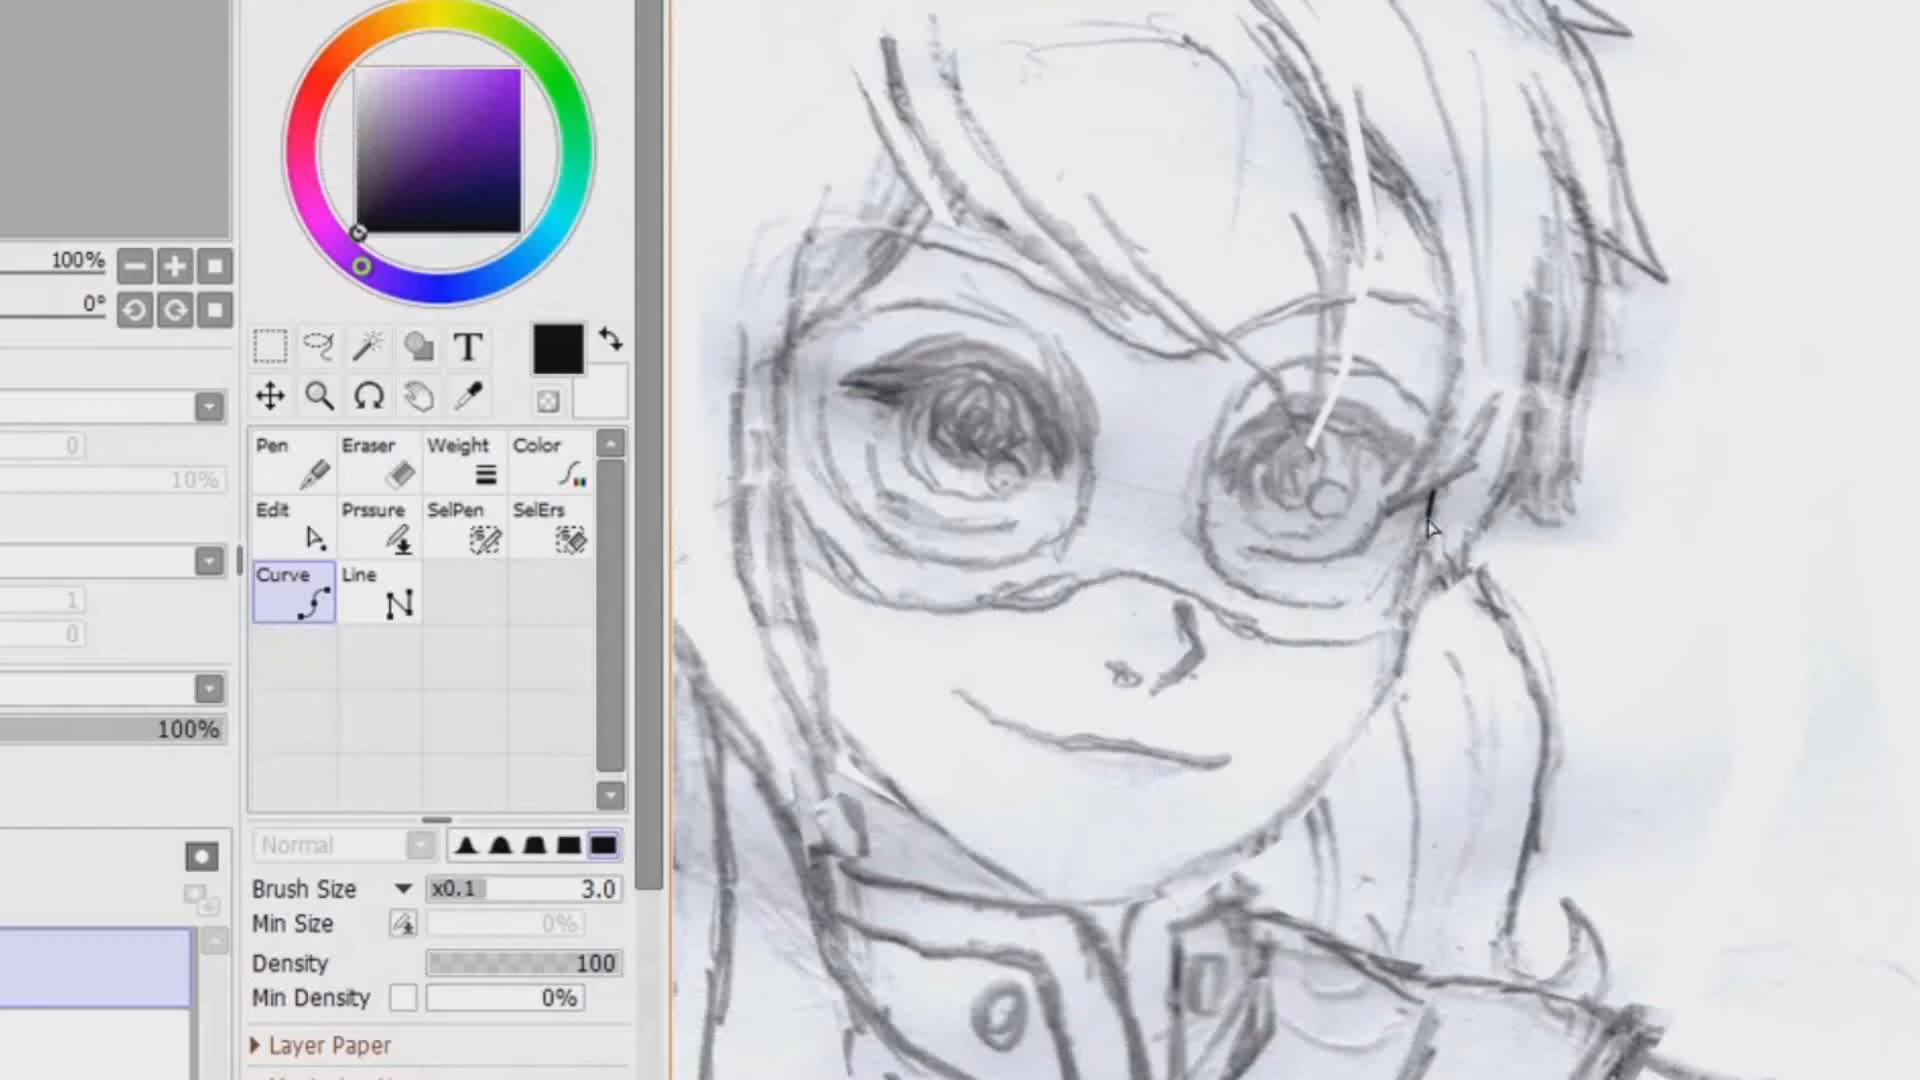 100%
0°
0
10%
1
0
100%
T
Pen Eraser Weight Color
Edit Prssure SelPen SelErs
Curve Line
Normal
Brush Size x0.1 3.0
Min Size 0%
Density 100
Min Density 0%
Layer Paper